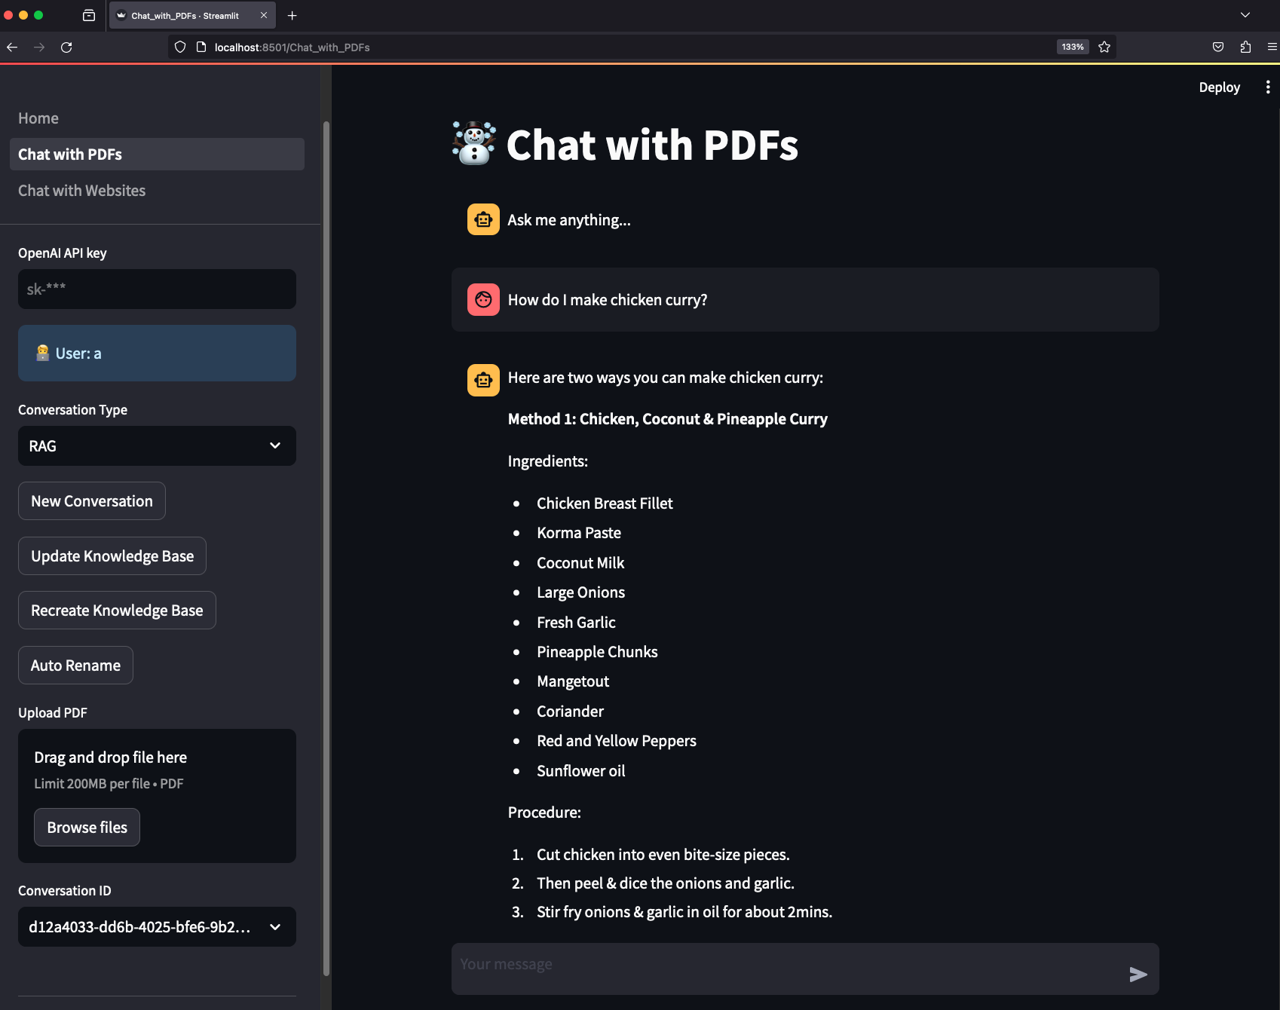 Chat_with_PDFs · Streamlit
localhost:8501/Chat_with_PDFs
133%
Deploy
Home
Chat with PDFs
Chat with Websites
OpenAI API key
sk-***
User: a
Conversation Type
RAG
New Conversation
Update Knowledge Base
Recreate Knowledge Base
Auto Rename
Upload PDF
Drag and drop file here
Limit 200MB per file • PDF
Browse files
Conversation ID
d12a4033-dd6b-4025-bfe6-9b2...
Chat with PDFs
Ask me anything...
How do I make chicken curry?
Here are two ways you can make chicken curry:
Method 1: Chicken, Coconut & Pineapple Curry
Ingredients:
• Chicken Breast Fillet
• Korma Paste
• Coconut Milk
• Large Onions
• Fresh Garlic
• Pineapple Chunks
• Mangetout
• Coriander
• Red and Yellow Peppers
• Sunflower oil
Procedure:
1. Cut chicken into even bite-size pieces.
2. Then peel & dice the onions and garlic.
3. Stir fry onions & garlic in oil for about 2mins.
Your message